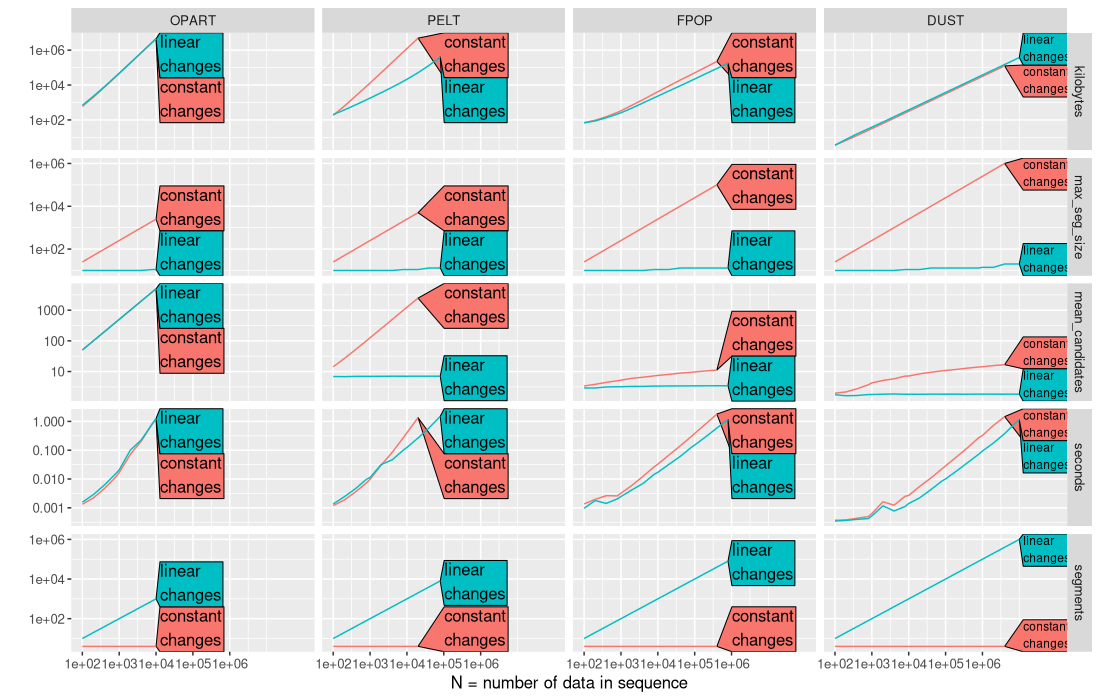 OPART PELT FPOP DUST
1e+06
1e+04
1e+02
linear
changes
constant
changes
constant
changes
linear
changes
constant
changes
linear
changes
linear
changes
constant
changes
kilobytes
1e+06
1e+04
1e+02
constant
changes
linear
changes
constant
changes
linear
changes
constant
changes
linear
changes
constant
changes
linear
changes
max_seg_size
1000
100
10
linear
changes
constant
changes
constant
changes
linear
changes
constant
changes
linear
changes
constant
changes
linear
changes
mean_candidates
1.000
0.100
0.010
0.001
linear
changes
constant
changes
linear
changes
constant
changes
constant
changes
linear
changes
constant
changes
linear
changes
seconds
1e+06
1e+04
1e+02
linear
changes
constant
changes
linear
changes
constant
changes
linear
changes
constant
changes
linear
changes
constant
changes
segments
1e+021e+031e+041e+051e+06 1e+021e+031e+041e+051e+06 1e+021e+031e+041e+051e+06 1e+021e+031e+041e+051e+06
N = number of data in sequence